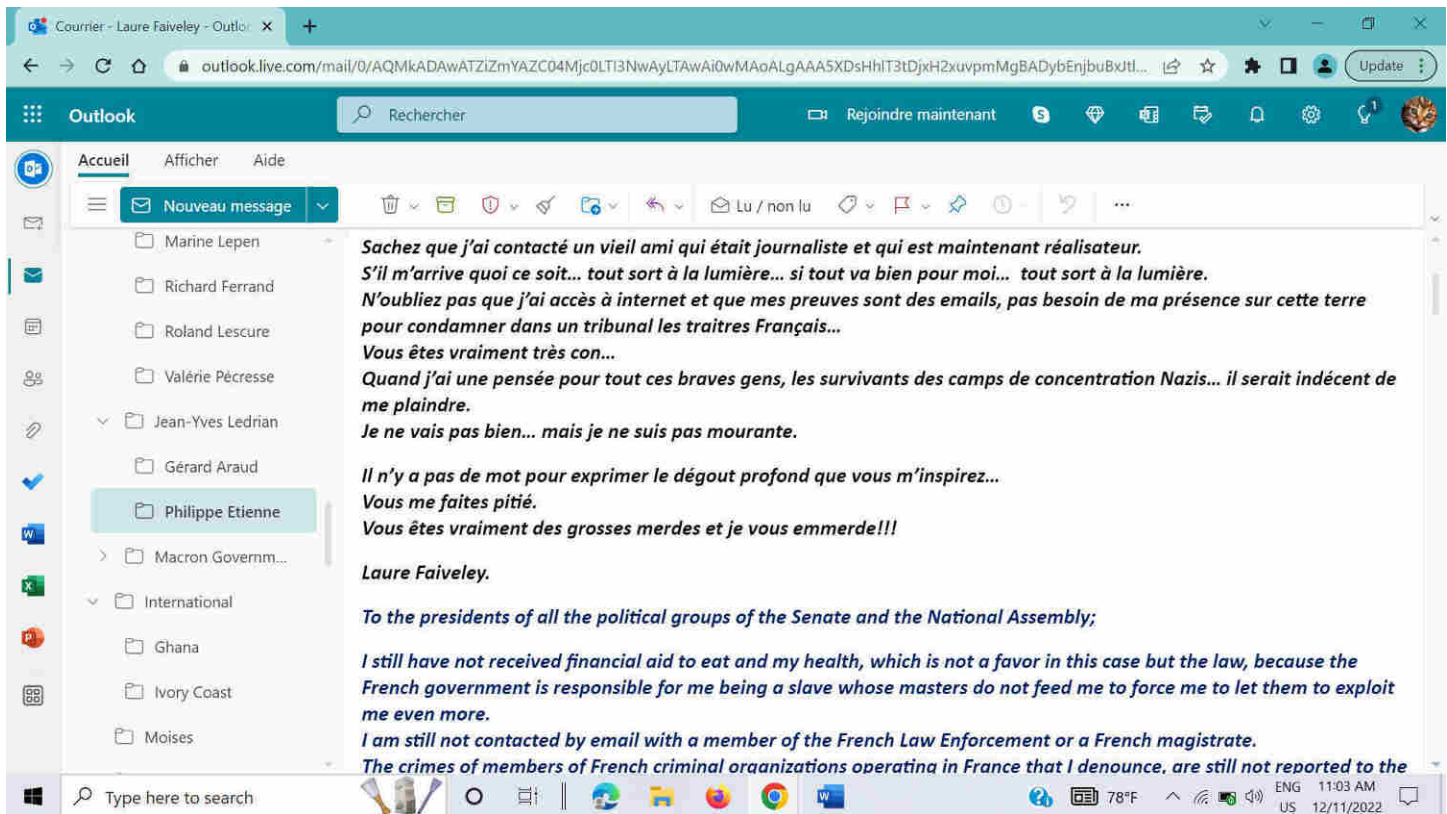 Courrier - Laure Faiveley - Outlo
outlook.live.com/mail/0/
Update
Outlook
Rechercher
Rejoindre maintenant
1
Accueil Afficher Aide
Nouveau message
Lu / non lu
Marine Lepen
Richard Ferrand
Roland Lescure
Valérie Pécresse
Jean-Yves Ledrian
Gérard Araud
Philippe Etienne
Macron Governm...
International
Ghana
Ivory Coast
Moises
Sachez que j'ai contacté un vieil ami qui était journaliste et qui est maintenant réalisateur.
S'il m'arrive quoi ce soit... tout sort à la lumière... si tout va bien pour moi... tout sort à la lumière.
N'oubliez pas que j'ai accès à internet et que mes preuves sont des emails, pas besoin de ma présence sur cette terre
pour condamner dans un tribunal les traitres Français...
Vous êtes vraiment très con...
Quand j'ai une pensée pour tout ces braves gens, les survivants des camps de concentration Nazis... il serait indécent de
me plaindre.
Je ne vais pas bien... mais je ne suis pas mourante.
Il n'y a pas de mot pour exprimer le dégout profond que vous m'inspirez...
Vous me faites pitié.
Vous êtes vraiment des grosses merdes et je vous emmerde!!!
Laure Faiveley.
To the presidents of all the political groups of the Senate and the National Assembly;
I still have not received financial aid to eat and my health, which is not a favor in this case but the law, because the
French government is responsible for me being a slave whose masters do not feed me to force me to let them to exploit
me even more.
I am still not contacted by email with a member of the French Law Enforcement or a French magistrate.
The crimes of members of French criminal organizations operating in France that I denounce, are still not reported to the
Type here to search
78°F
ENG
US
11:03 AM
12/11/2022